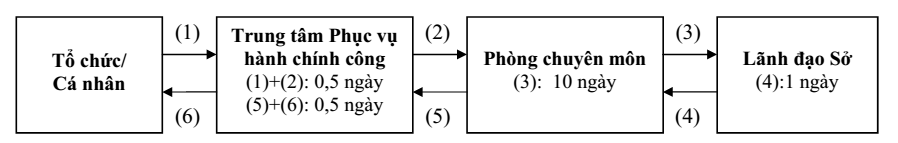 Tổ chức/
Cá nhân
(1)
(6)
Trung tâm Phục vụ
hành chính công
(1)+(2): 0,5 ngày
(5)+(6): 0,5 ngày
(2)
(5)
Phòng chuyên môn
(3): 10 ngày
(3)
(4)
Lãnh đạo Sở
(4):1 ngày